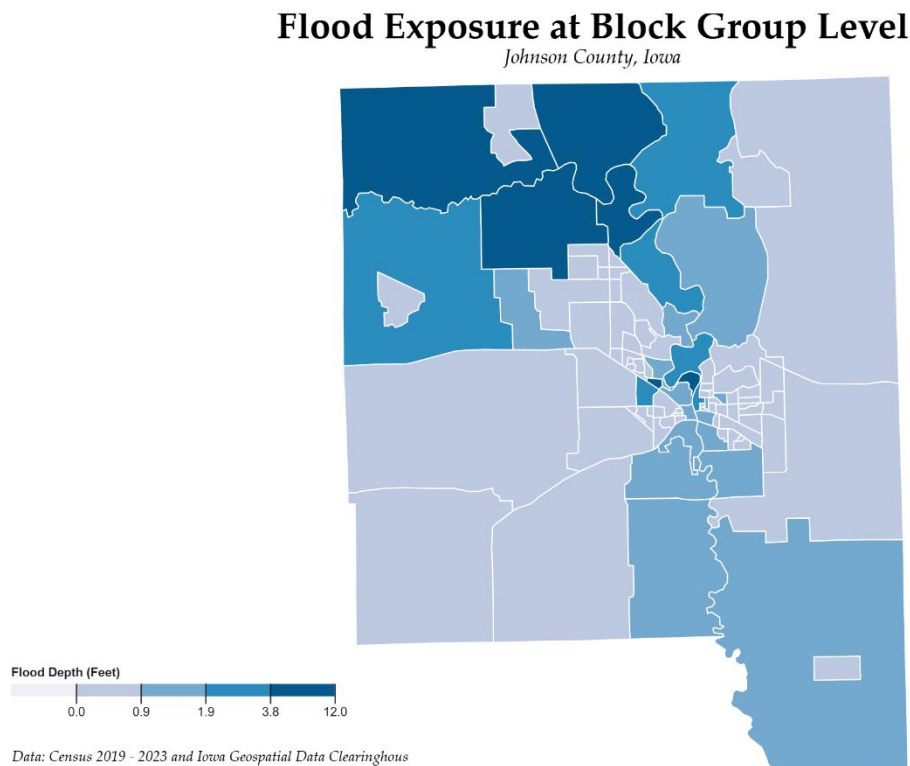 Flood Exposure at Block Group Level
Johnson County, Iowa
Flood Depth (Feet)
0.0 0.9 1.9 3.8 12.0
Data: Census 2019 - 2023 and Iowa Geospatial Data Clearinghous